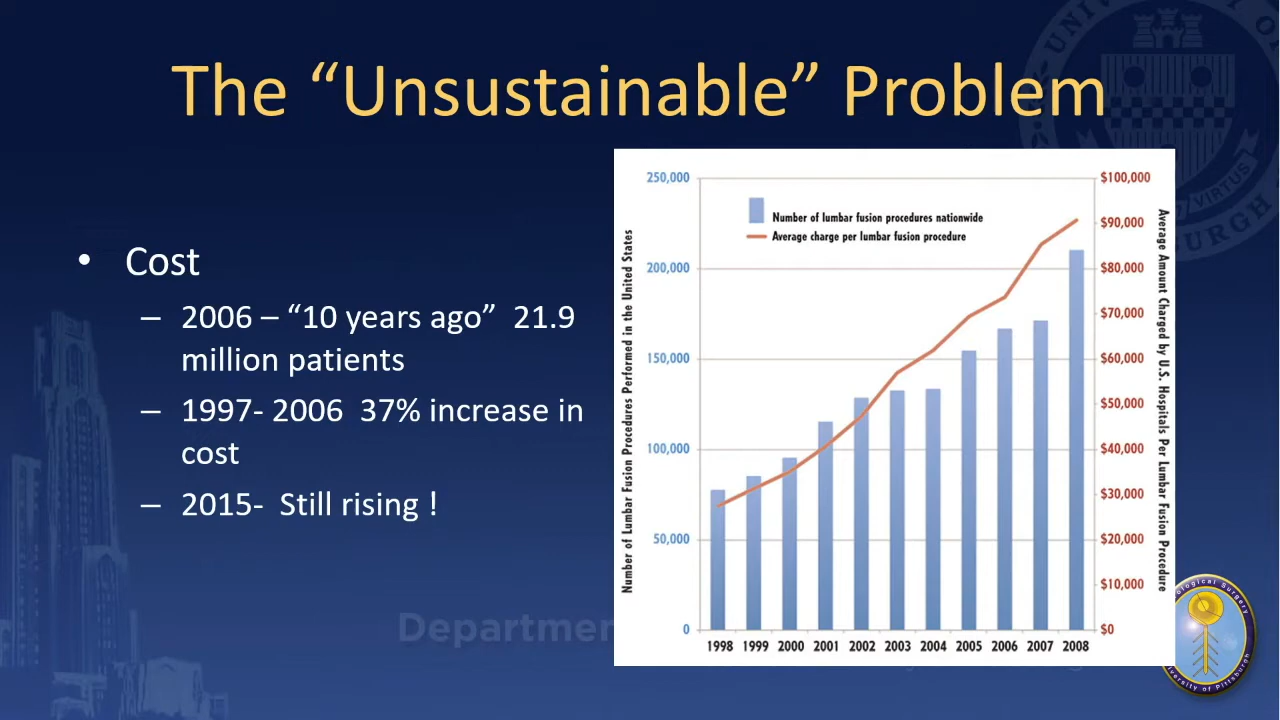 The “Unsustainable” Problem
• Cost
– 2006 – “10 years ago” 21.9
million patients
– 1997- 2006 37% increase in
cost
– 2015- Still rising !
Number of Lumbar Fusion Procedures Performed in the United States
250,000
200,000
150,000
100,000
50,000
0
Number of lumbar fusion procedures nationwide
Average charge per lumbar fusion procedure
$100,000
$90,000
$80,000
$70,000
$60,000
$50,000
$40,000
$30,000
$20,000
$10,000
$0
Average Amount Charged by U.S. Hospitals Per Lumbar Fusion Procedure
1998 1999 2000 2001 2002 2003 2004 2005 2006 2007 2008
Departmen